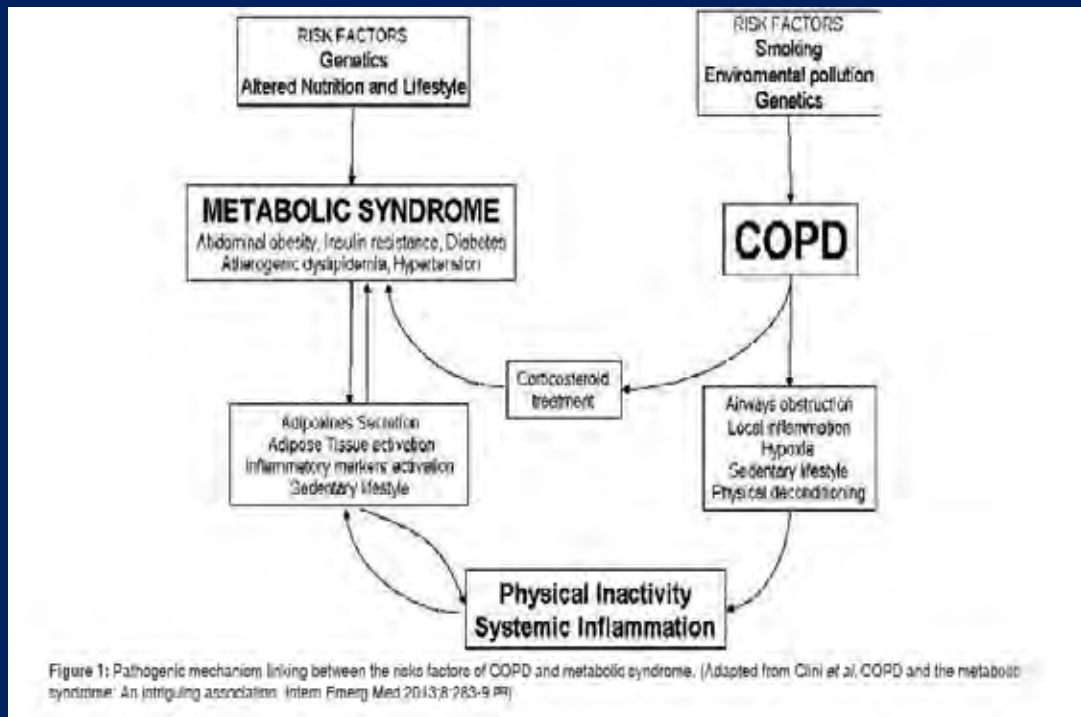 RISK FACTORS
Genetics
Altered Nutrition and Lifestyle
RISK FACTORS
Smoking
Enviromental pollution
Genetics
METABOLIC SYNDROME
Abdominal obesity, Insulin resistance, Diabetes
Atherogenic dyslipidemia, Hypertension
COPD
Corticosteroid
treatment
Adipokines Secretion
Adipose Tissue activation
Inflammatory markers activation
Sedentary lifestyle
Airways obstruction
Local inflammation
Hypoxia
Sedentary lifestyle
Physical deconditioning
Physical Inactivity
Systemic Inflammation
Figure 1: Pathogenic mechanism linking between the risks factors of COPD and metabolic syndrome. (Adapted from Clini et al. COPD and the metabolic
syndrome: An intriguing association. Intern Emerg Med 2013;8:283-9